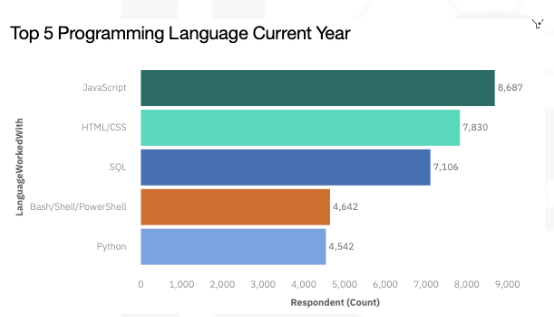 Top 5 Programming Language Current Year
LanguageWorkedWith
JavaScript 8,687
HTML/CSS 7,830
SQL 7,106
Bash/Shell/PowerShell 4,642
Python 4,542
0 1,000 2,000 3,000 4,000 5,000 6,000 7,000 8,000 9,000
Respondent (Count)